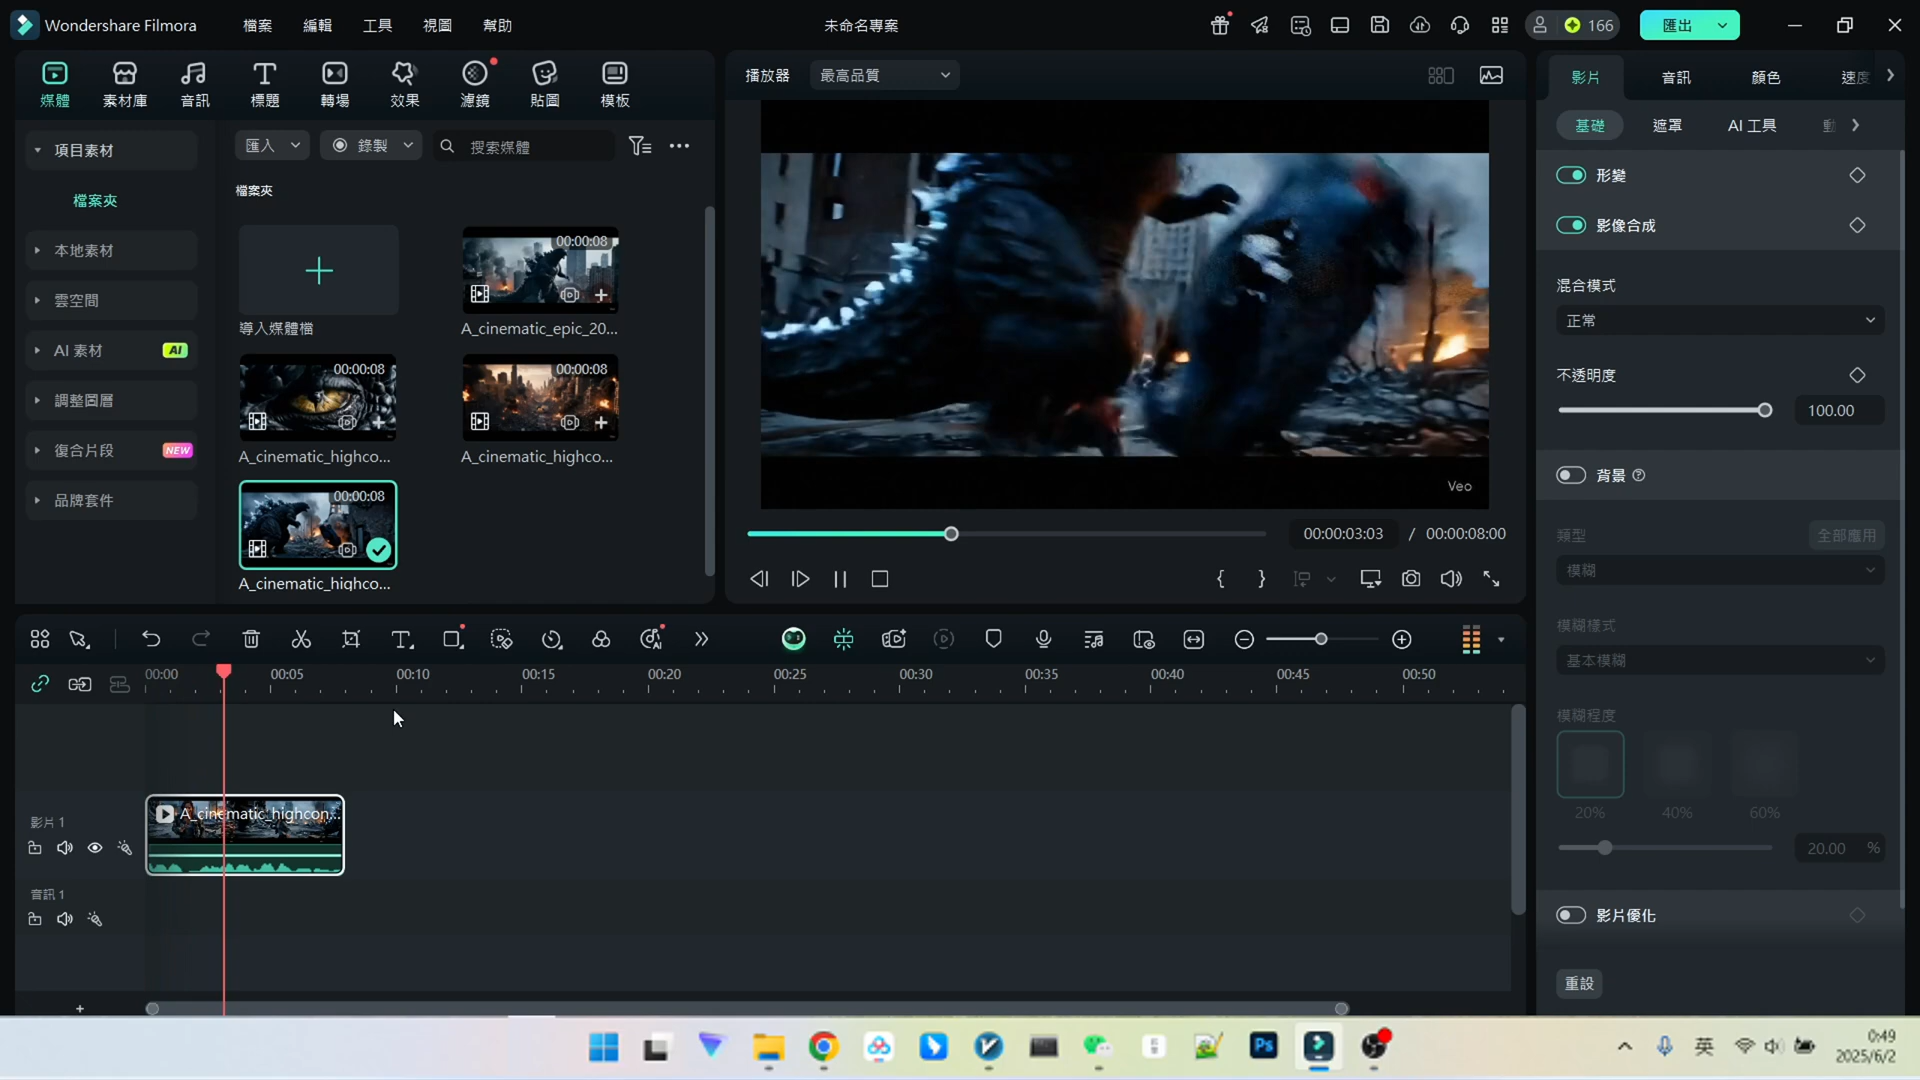 Wondershare Filmora
檔案
編輯
工具
視圖
幫助
未命名專案
166
匯出
媒體
素材庫
音訊
標題
轉場
效果
濾鏡
貼圖
模板
項目素材
檔案夾
本地素材
雲空間
AI 素材
AI
調整圖層
復合片段
NEW
品牌套件
匯入
錄製
搜索媒體
檔案夾
導入媒體檔
00:00:08
A_cinematic_epic_20...
00:00:08
A_cinematic_highco...
00:00:08
A_cinematic_highco...
00:00:08
A_cinematic_highco...
播放器
最高品質
Veo
00:00:03:03 / 00:00:08:00
影片
音訊
顏色
速度
基礎
遮罩
AI 工具
形變
影像合成
混合模式
正常
不透明度
100.00
背景
類型
全部應用
模糊
模糊樣式
基本模糊
模糊程度
20%
40%
60%
20.00 %
影片優化
重設
00:00
00:05
00:10
00:15
00:20
00:25
00:30
00:35
00:40
00:45
00:50
影片 1
A_cinematic_highcon...
音訊 1
Ps
英
0:49
2025/6/2